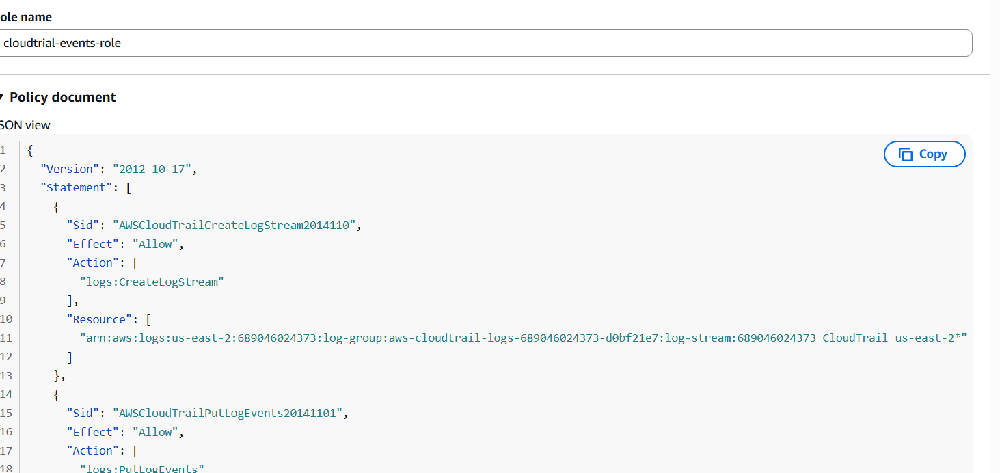 ole name
cloudtrial-events-role
Policy document
SON view
Copy
1 {
2 "Version": "2012-10-17",
3 "Statement": [
4 {
5 "Sid": "AWSCloudTrailCreateLogStream2014110",
6 "Effect": "Allow",
7 "Action": [
8 "logs:CreateLogStream"
9 ],
10 "Resource": [
11 "arn:aws:logs:us-east-2:689046024373:log-group:aws-cloudtrail-logs-689046024373-d0bf21e7:log-stream:689046024373_CloudTrail_us-east-2*"
12 ]
13 },
14 {
15 "Sid": "AWSCloudTrailPutLogEvents20141101",
16 "Effect": "Allow",
17 "Action": [
18 "logs:PutLogEvents"